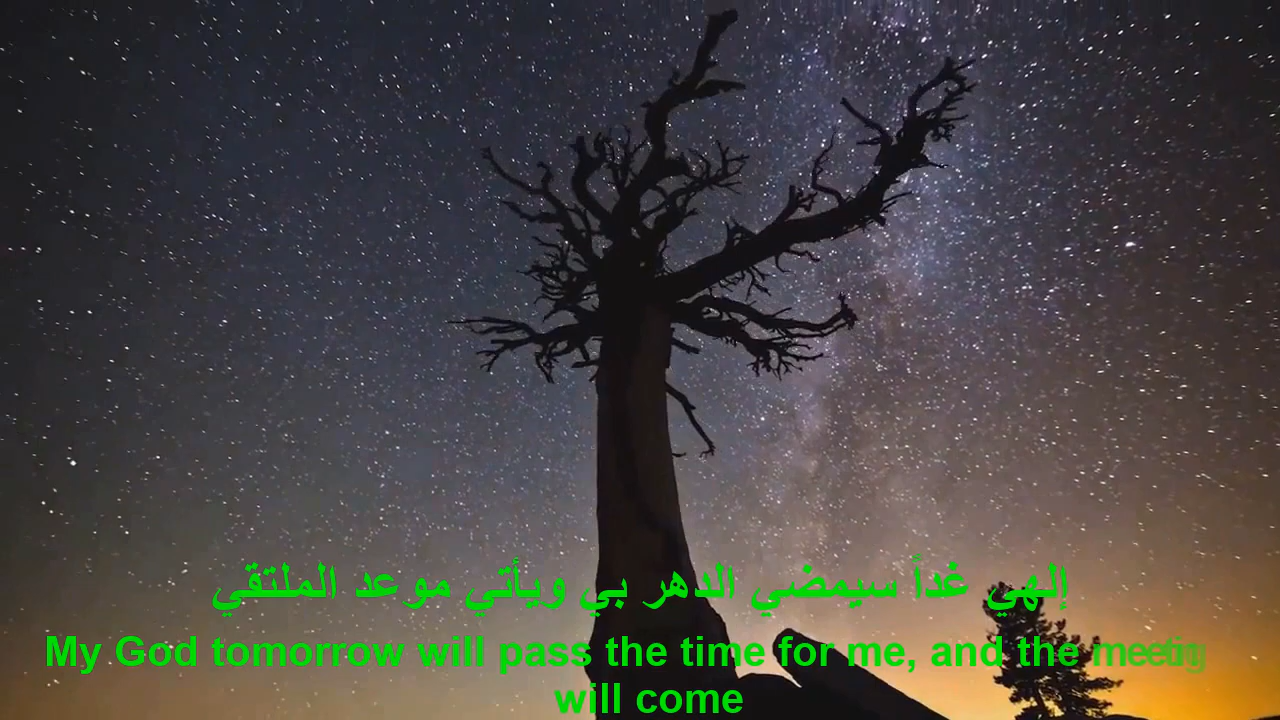 إلهي غداً سيمضي الدهر بي ويأتي موعد الملتقي
My God tomorrow will pass the time for me, and the meeting
will come